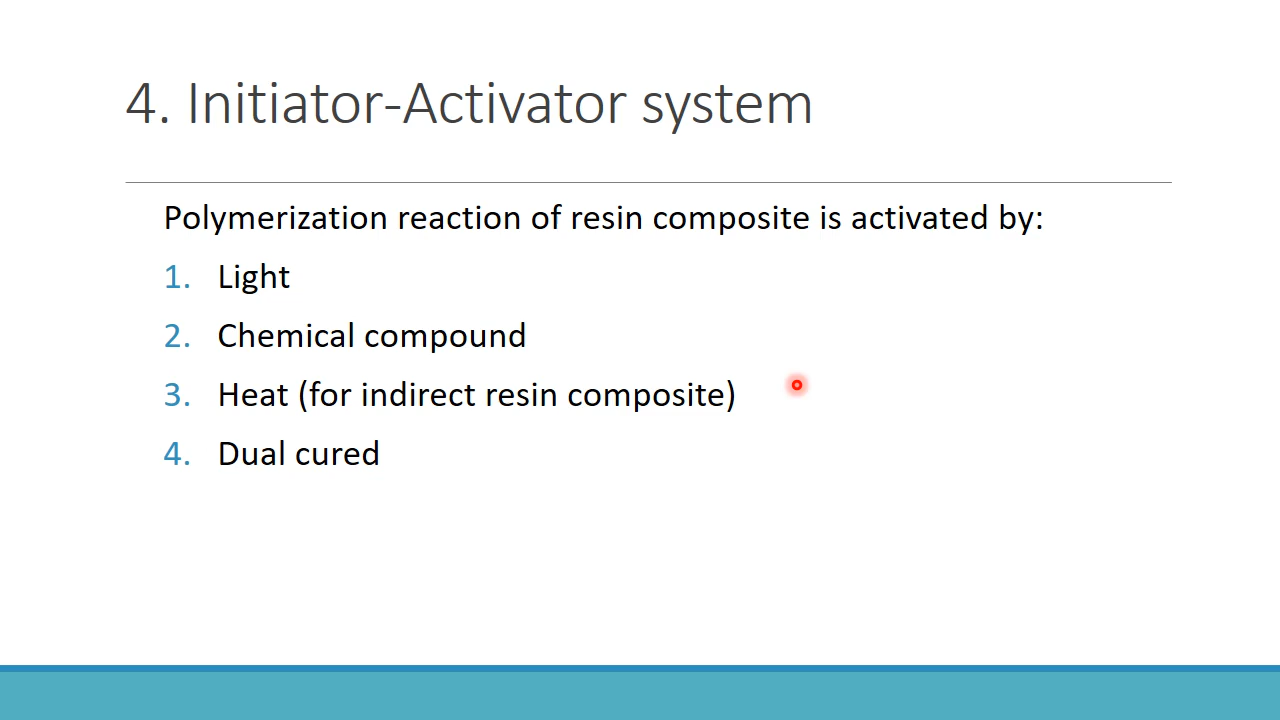 4. Initiator-Activator system
Polymerization reaction of resin composite is activated by:
1. Light
2. Chemical compound
3. Heat (for indirect resin composite)
4. Dual cured